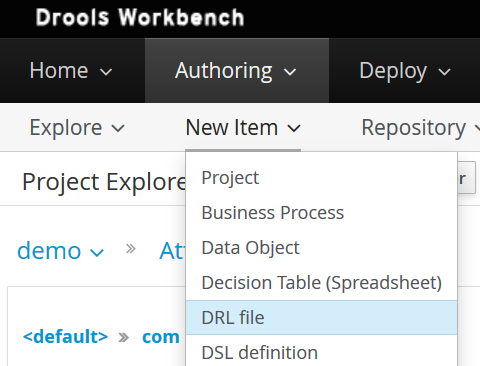 Drools Workbench
Home Authoring Deploy
Explore New Item Repository
Project Explore
Project
Business Process
demo » Att
Data Object
Decision Table (Spreadsheet)
DRL file
<default> » com
DSL definition